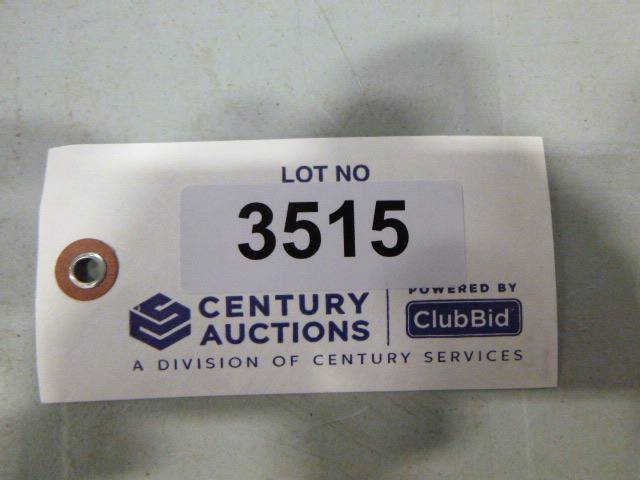 LOT NO
3515
CENTURY
AUCTIONS
POWERED BY
ClubBid
A DIVISION OF CENTURY SERVICES